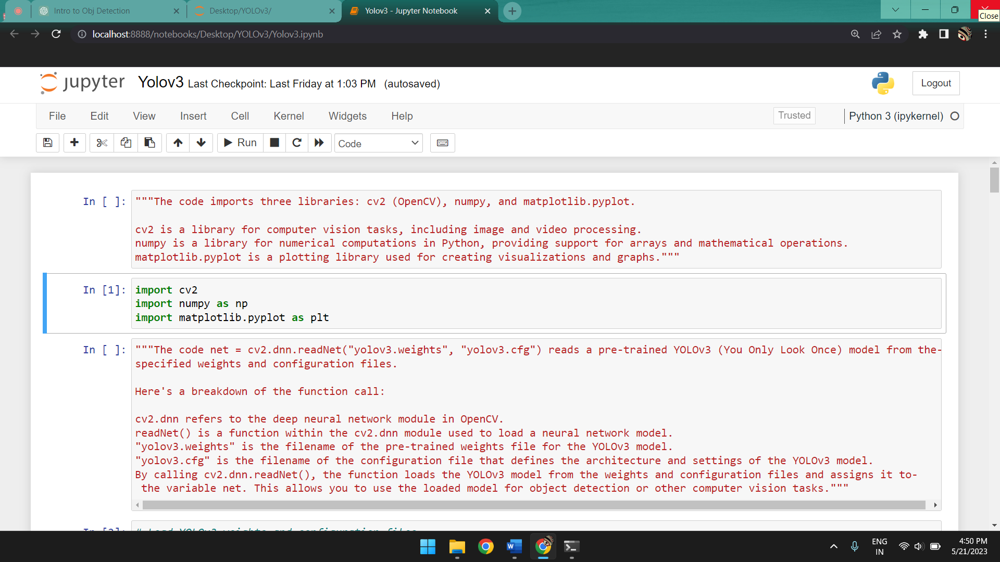 Intro to Obj Detection
Desktop/YOLOv3/
Yolov3 - Jupyter Notebook
Close
localhost:8888/notebooks/Desktop/YOLOv3/Yolov3.ipynb
jupyter Yolov3 Last Checkpoint: Last Friday at 1:03 PM (autosaved)
Logout
File Edit View Insert Cell Kernel Widgets Help
Trusted
Python 3 (ipykernel)
Run
Code
In [ ]: """The code imports three libraries: cv2 (OpenCV), numpy, and matplotlib.pyplot.
cv2 is a library for computer vision tasks, including image and video processing.
numpy is a library for numerical computations in Python, providing support for arrays and mathematical operations.
matplotlib.pyplot is a plotting library used for creating visualizations and graphs."""
In [1]: import cv2
import numpy as np
import matplotlib.pyplot as plt
In [ ]: """The code net = cv2.dnn.readNet("yolov3.weights", "yolov3.cfg") reads a pre-trained YOLOv3 (You Only Look Once) model from the-
specified weights and configuration files.
Here's a breakdown of the function call:
cv2.dnn refers to the deep neural network module in OpenCV.
readNet() is a function within the cv2.dnn module used to load a neural network model.
"yolov3.weights" is the filename of the pre-trained weights file for the YOLOv3 model.
"yolov3.cfg" is the filename of the configuration file that defines the architecture and settings of the YOLOv3 model.
By calling cv2.dnn.readNet(), the function loads the YOLOv3 model from the weights and configuration files and assigns it to-
the variable net. This allows you to use the loaded model for object detection or other computer vision tasks."""
In [2]: # Load YOLOv3 weights and configuration files
ENG
IN
4:50 PM
5/21/2023